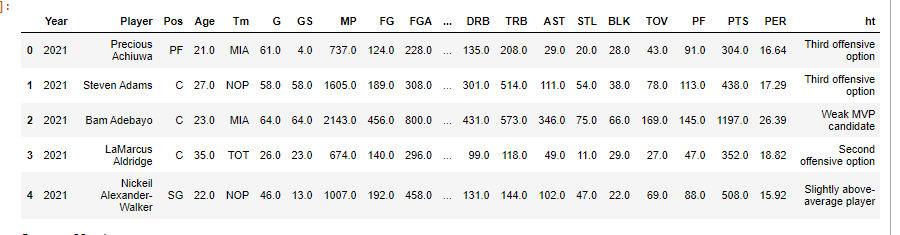 ]:
Year Player Pos Age Tm G GS MP FG FGA ... DRB TRB AST STL BLK TOV PF PTS PER ht
0 2021 Precious Achiuwa PF 21.0 MIA 61.0 4.0 737.0 124.0 228.0 ... 135.0 208.0 29.0 20.0 28.0 43.0 91.0 304.0 16.64 Third offensive option
1 2021 Steven Adams C 27.0 NOP 58.0 58.0 1605.0 189.0 308.0 ... 301.0 514.0 111.0 54.0 38.0 78.0 113.0 438.0 17.29 Third offensive option
2 2021 Bam Adebayo C 23.0 MIA 64.0 64.0 2143.0 456.0 800.0 ... 431.0 573.0 346.0 75.0 66.0 169.0 145.0 1197.0 26.39 Weak MVP candidate
3 2021 LaMarcus Aldridge C 35.0 TOT 26.0 23.0 674.0 140.0 296.0 ... 99.0 118.0 49.0 11.0 29.0 27.0 47.0 352.0 18.82 Second offensive option
4 2021 Nickeil Alexander-Walker SG 22.0 NOP 46.0 13.0 1007.0 192.0 458.0 ... 131.0 144.0 102.0 47.0 22.0 69.0 88.0 508.0 15.92 Slightly above-average player